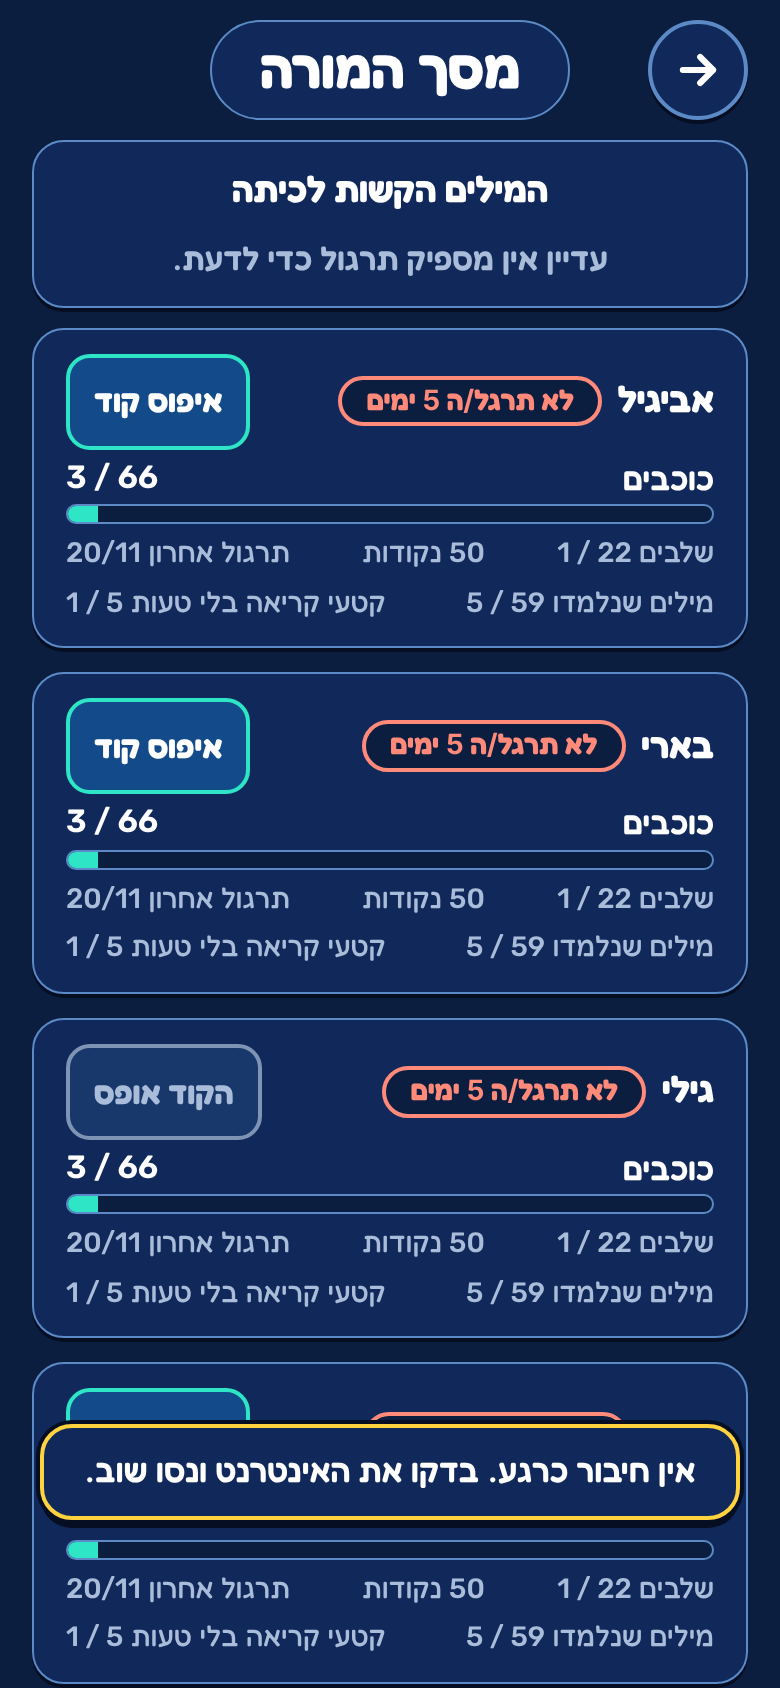 מסך המורה
המילים הקשות לכיתה
עדיין אין מספיק תרגול כדי לדעת.
אביגיל לא תרגל/ה 5 ימים איפוס קוד
כוכבים 3 / 66
שלבים 1 / 22 50 נקודות תרגול אחרון 20/11
מילים שנלמדו 5 / 59 קטעי קריאה בלי טעות 1 / 5
בארי לא תרגל/ה 5 ימים איפוס קוד
כוכבים 3 / 66
שלבים 1 / 22 50 נקודות תרגול אחרון 20/11
מילים שנלמדו 5 / 59 קטעי קריאה בלי טעות 1 / 5
גילי לא תרגל/ה 5 ימים הקוד אופס
כוכבים 3 / 66
שלבים 1 / 22 50 נקודות תרגול אחרון 20/11
מילים שנלמדו 5 / 59 קטעי קריאה בלי טעות 1 / 5
אין חיבור כרגע. בדקו את האינטרנט ונסו שוב.
שלבים 1 / 22 50 נקודות תרגול אחרון 20/11
מילים שנלמדו 5 / 59 קטעי קריאה בלי טעות 1 / 5